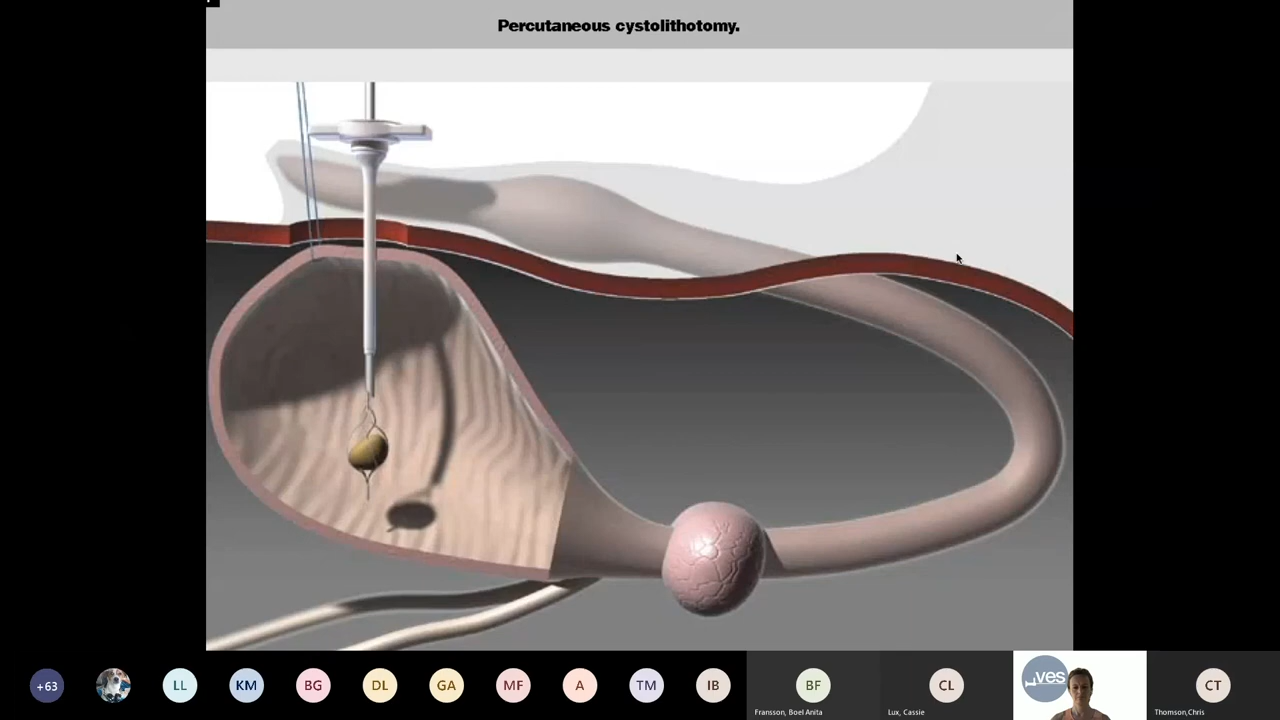 Percutaneous cystolithotomy.
+63
LL
KM
BG
DL
GA
MF
A
TM
IB
BF
Fransson, Boel Anita
CL
Lux, Cassie
ves
CT
Thomson,Chris